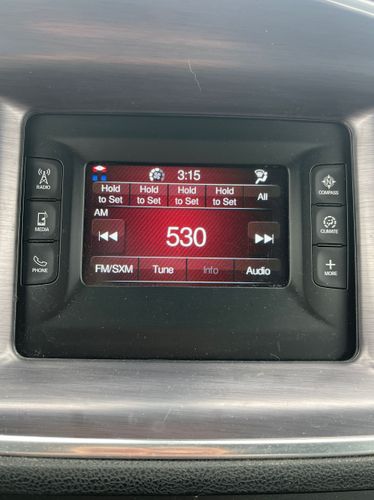 3:15
Hold to Set
Hold to Set
Hold to Set
Hold to Set
All
AM
530
FM/SXM
Tune
Info
Audio
RADIO
MEDIA
PHONE
COMPASS
CLIMATE
MORE